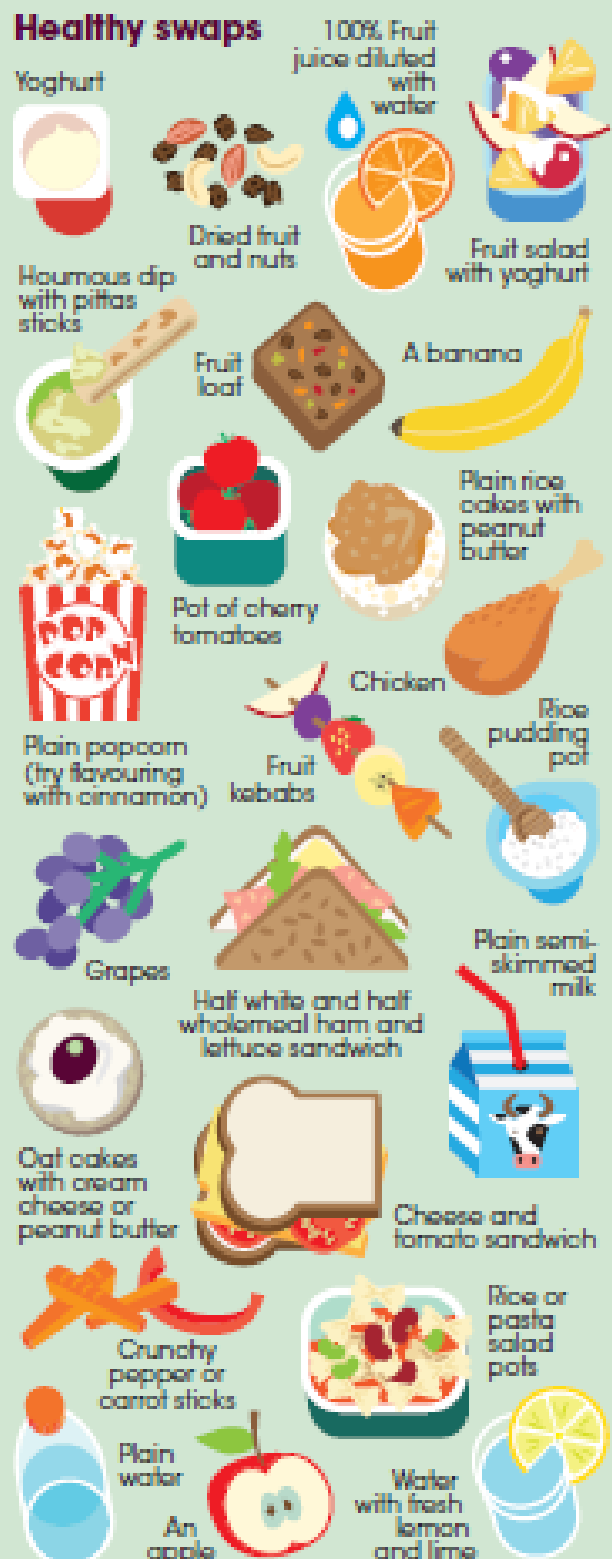 Healthy swaps
100% Fruit
juice diluted
with
water
Yoghurt
Dried fruit
and nuts
Fruit salad
with yoghurt
Houmous dip
with pittas
sticks
Fruit
loaf
A banana
Plain rice
cakes with
peanut
butter
Pot of cherry
tomatoes
POP
CORN
Chicken
Rice
pudding
pot
Plain popcorn
(try flavouring
with cinnamon)
Fruit
kebabs
Grapes
Plain semi-
skimmed
milk
Half white and half
wholemeal ham and
lettuce sandwich
Oat cakes
with cream
cheese or
peanut butter
Cheese and
tomato sandwich
Crunchy
pepper or
carrot sticks
Rice or
pasta
salad
pots
Plain
water
An
apple
Water
with fresh
lemon
and lime